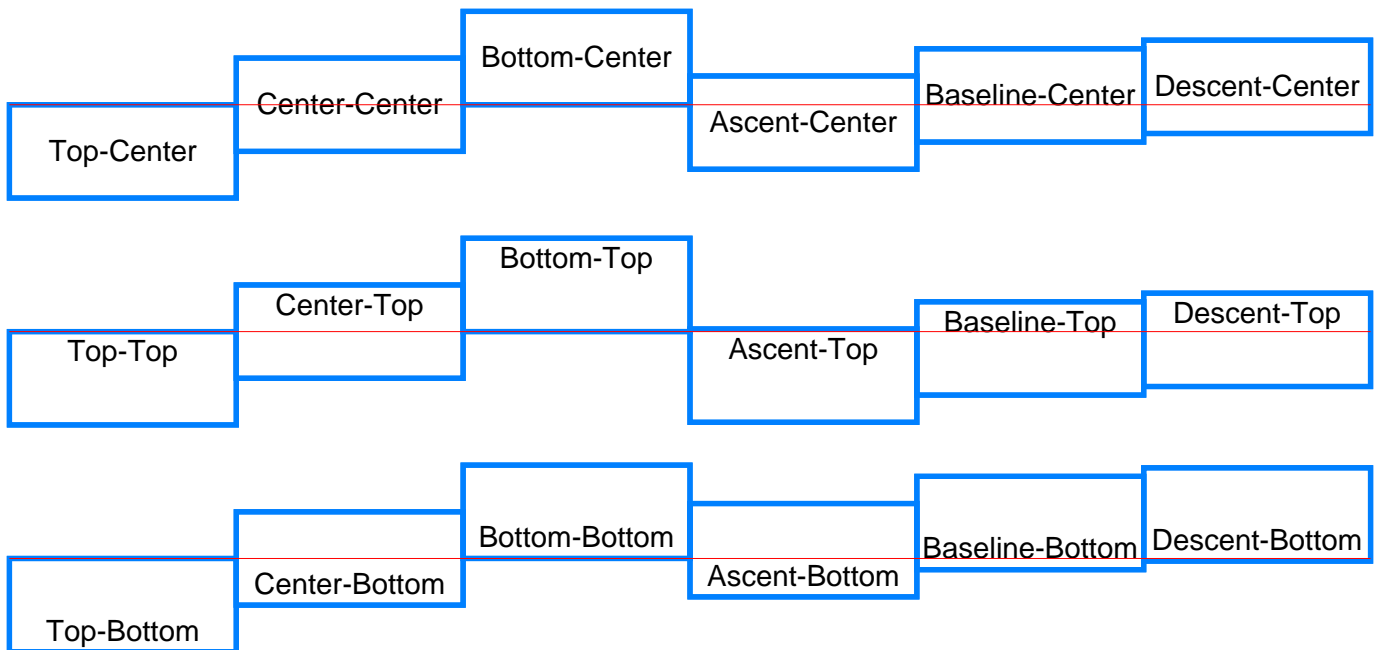 Top-Center Center-Center Bottom-Center Ascent-Center Baseline-Center Descent-Center
Top-Top Center-Top Bottom-Top Ascent-Top Baseline-Top Descent-Top
Top-Bottom Center-Bottom Bottom-Bottom Ascent-Bottom Baseline-Bottom Descent-Bottom